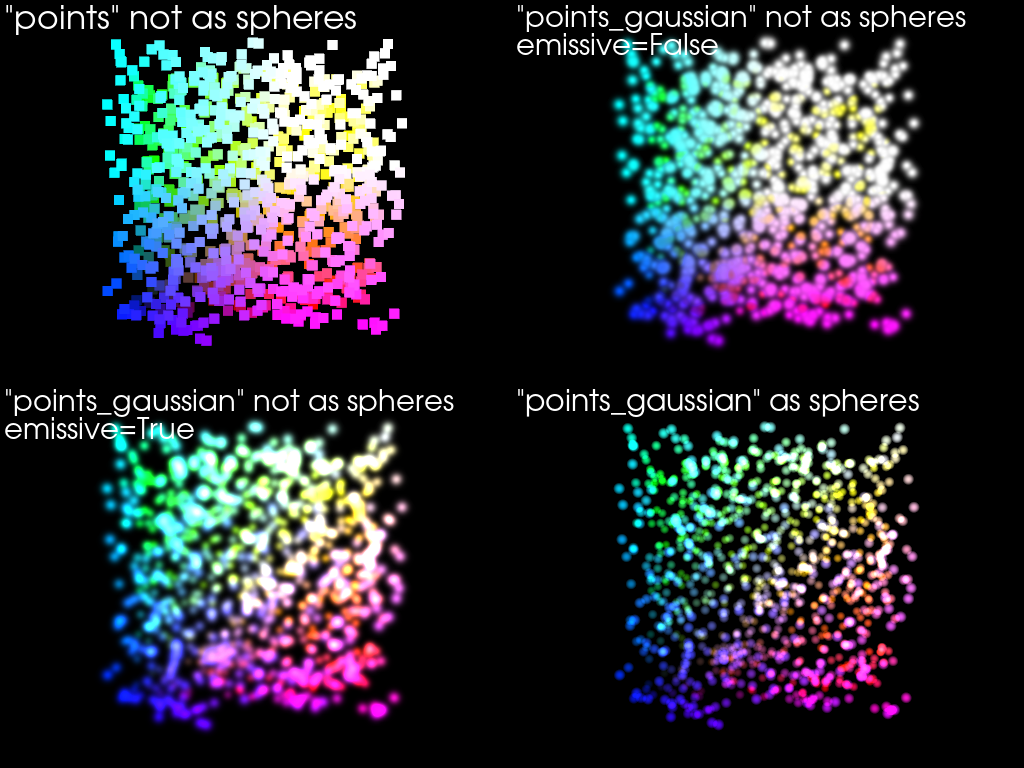 "points" not as spheres
"points_gaussian" not as spheres
emissive=False
"points_gaussian" not as spheres
emissive=True
"points_gaussian" as spheres